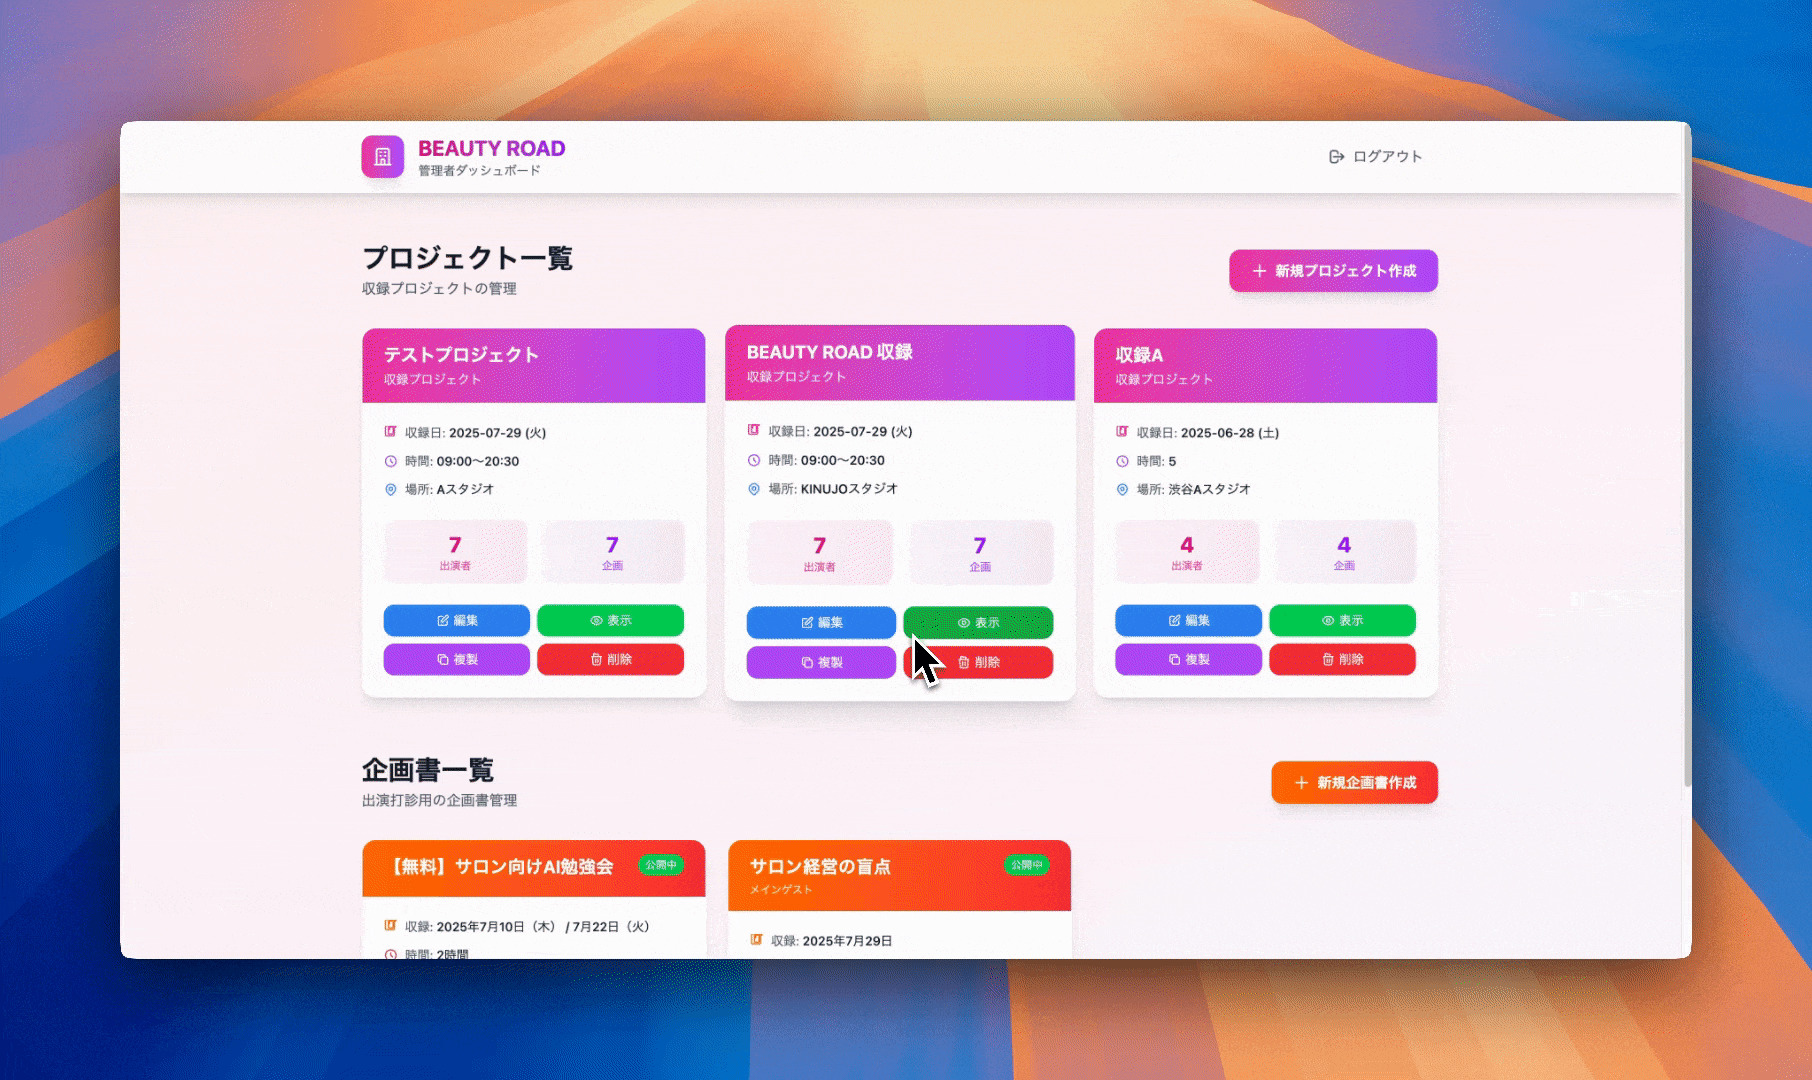 BEAUTY ROAD
管理者ダッシュボード
ログアウト
プロジェクト一覧
収録プロジェクトの管理
新規プロジェクト作成
テストプロジェクト
収録プロジェクト
収録日: 2025-07-29 (火)
時間: 09:00〜20:30
場所: Aスタジオ
7
出演者
7
企画
編集
表示
複製
削除
BEAUTY ROAD 収録
収録プロジェクト
収録日: 2025-07-29 (火)
時間: 09:00〜20:30
場所: KINUJOスタジオ
7
出演者
7
企画
編集
表示
複製
削除
収録A
収録プロジェクト
収録日: 2025-06-28 (土)
時間: 5
場所: 渋谷Aスタジオ
4
出演者
4
企画
編集
表示
複製
削除
企画書一覧
出演打診用の企画書管理
新規企画書作成
【無料】サロン向けAI勉強会
公開中
収録: 2025年7月10日（木） / 7月22日（火）
時間: 2時間
サロン経営の盲点
公開中
メインゲスト
収録: 2025年7月29日